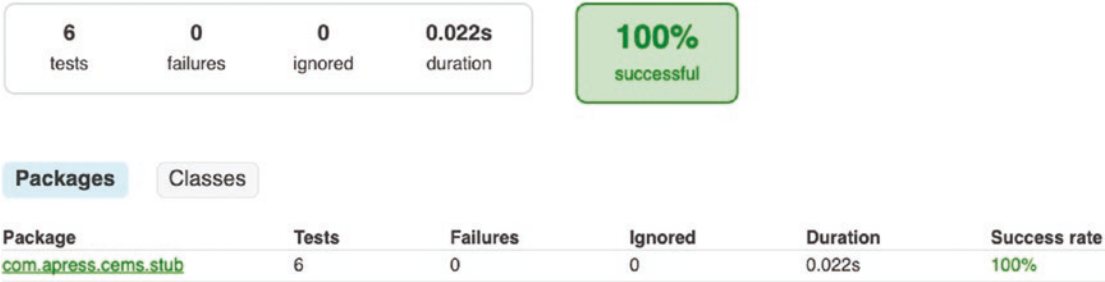 6 0 0 0.022s 100%
tests failures ignored duration successful
Packages Classes
Package Tests Failures Ignored Duration Success rate
com.apress.cems.stub 6 0 0 0.022s 100%